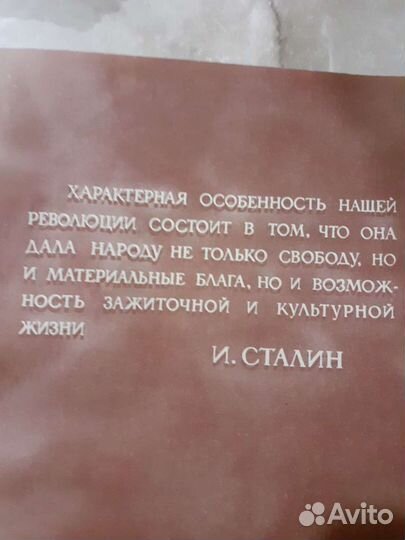 ХАРАКТЕРНАЯ ОСОБЕННОСТЬ НАШЕЙ
РЕВОЛЮЦИИ СОСТОИТ В ТОМ, ЧТО ОНА
ДАЛА НАРОДУ НЕ ТОЛЬКО СВОБОДУ, НО
И МАТЕРИАЛЬНЫЕ БЛАГА, НО И ВОЗМОЖ-
НОСТЬ ЗАЖИТОЧНОЙ И КУЛЬТУРНОЙ
ЖИЗНИ
И. СТАЛИН
Avito